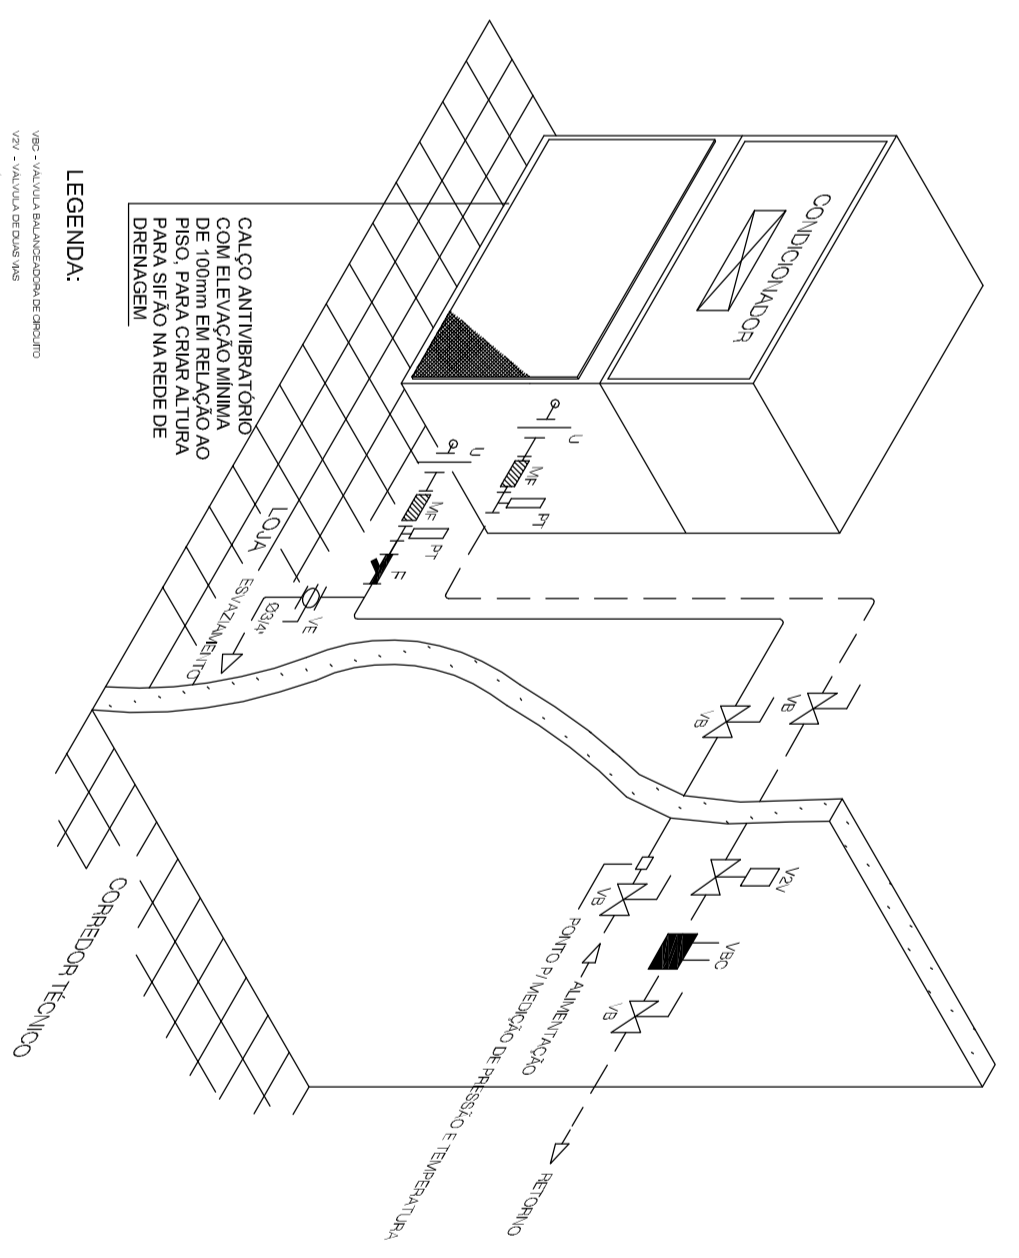 CONDICIONADOR
U
MF
PT
U
MF
PT
F
VE
Ø3/4"
ESVAZIAMENTO
LOJA
VB
VB
V2V
VBC
VB
VB
ALIMENTAÇÃO
PONTO P/ MEDIÇÃO DE PRESSÃO E TEMPERATURA
RETORNO
CORREDOR TÉCNICO
CALÇO ANTIVIBRATÓRIO
COM ELEVAÇÃO MÍNIMA
DE 100mm EM RELAÇÃO AO
PISO, PARA CRIAR ALTURA
PARA SIFÃO NA REDE DE
DRENAGEM
LEGENDA:
VBC - VÁLVULA BALANCEADORA DE CIRCUITO
V2V - VÁLVULA DE DUAS VIAS